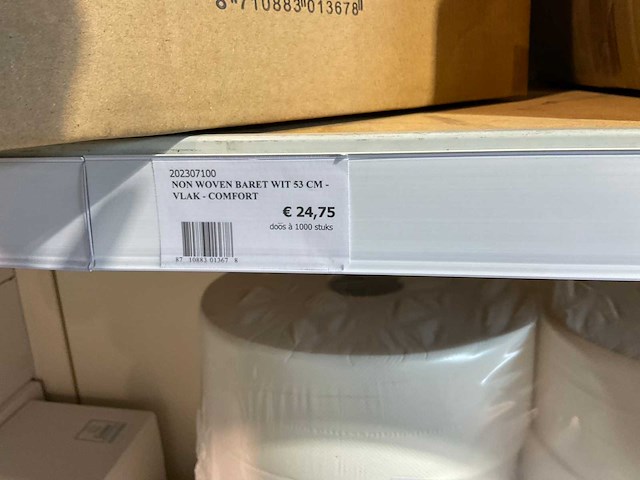 8 710883 013678
202307100
NON WOVEN BARET WIT 53 CM -
VLAK - COMFORT
€ 24,75
doos à 1000 stuks
87 10883 01367 8